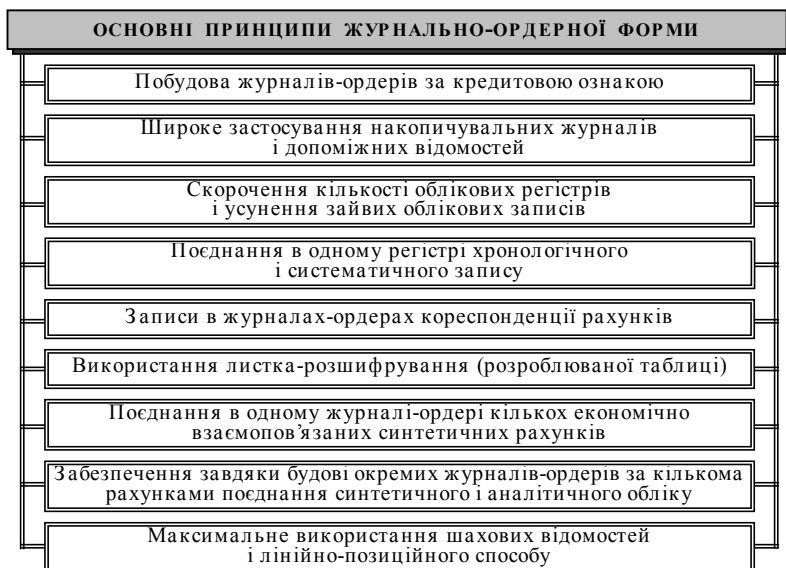 ОСНОВНІ ПРИНЦИПИ ЖУРНАЛЬНО-ОРДЕРНОЇ ФОРМИ
Побудова журналів-ордерів за кредитовою ознакою
Широке застосування накопичувальних журналів
і допоміжних відомостей
Скорочення кількості облікових регістрів
і усунення зайвих облікових записів
Поєднання в одному регістрі хронологічного
і систематичного запису
Записи в журналах-ордерах кореспонденції рахунків
Використання листка-розшифрування (розроблюваної таблиці)
Поєднання в одному журналі-ордері кількох економічно
взаємопов’язаних синтетичних рахунків
Забезпечення завдяки будові окремих журналів-ордерів за кількома
рахунками поєднання синтетичного і аналітичного обліку
Максимальне використання шахових відомостей
і лінійно-позиційного способу